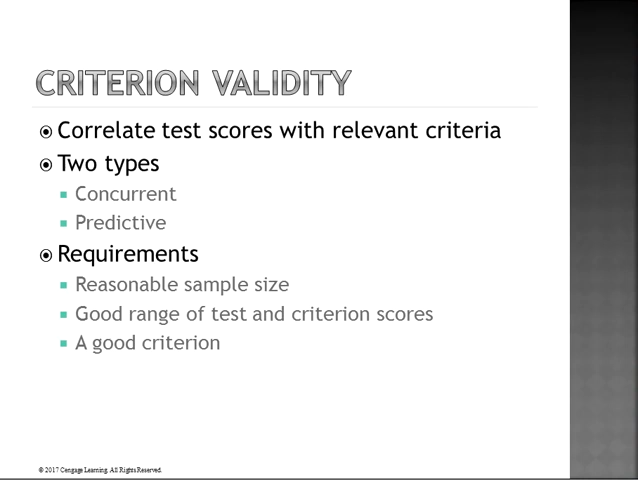 CRITERION VALIDITY
Correlate test scores with relevant criteria
Two types
Concurrent
Predictive
Requirements
Reasonable sample size
Good range of test and criterion scores
A good criterion
© 2017 Cengage Learning. All Rights Reserved.